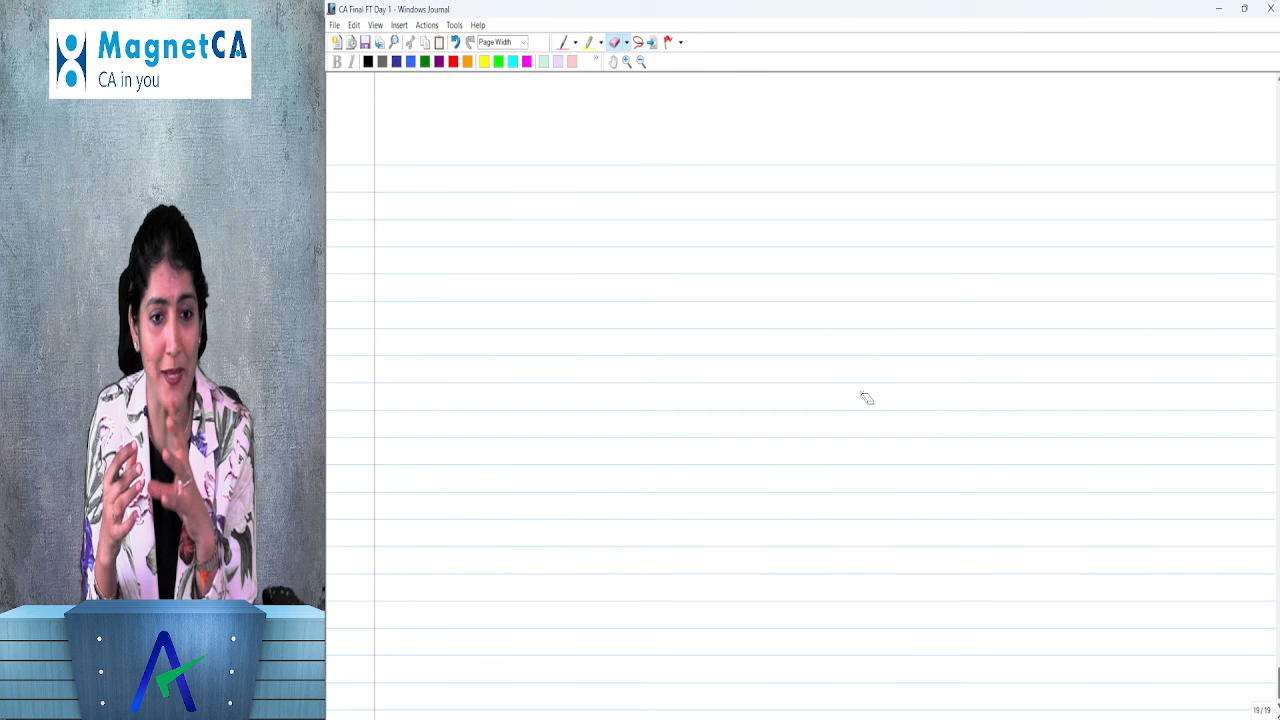 MagnetCA
CA in you
CA Final FT Day 1 - Windows Journal
File Edit View Insert Actions Tools Help
Page Width
B I
19 / 19